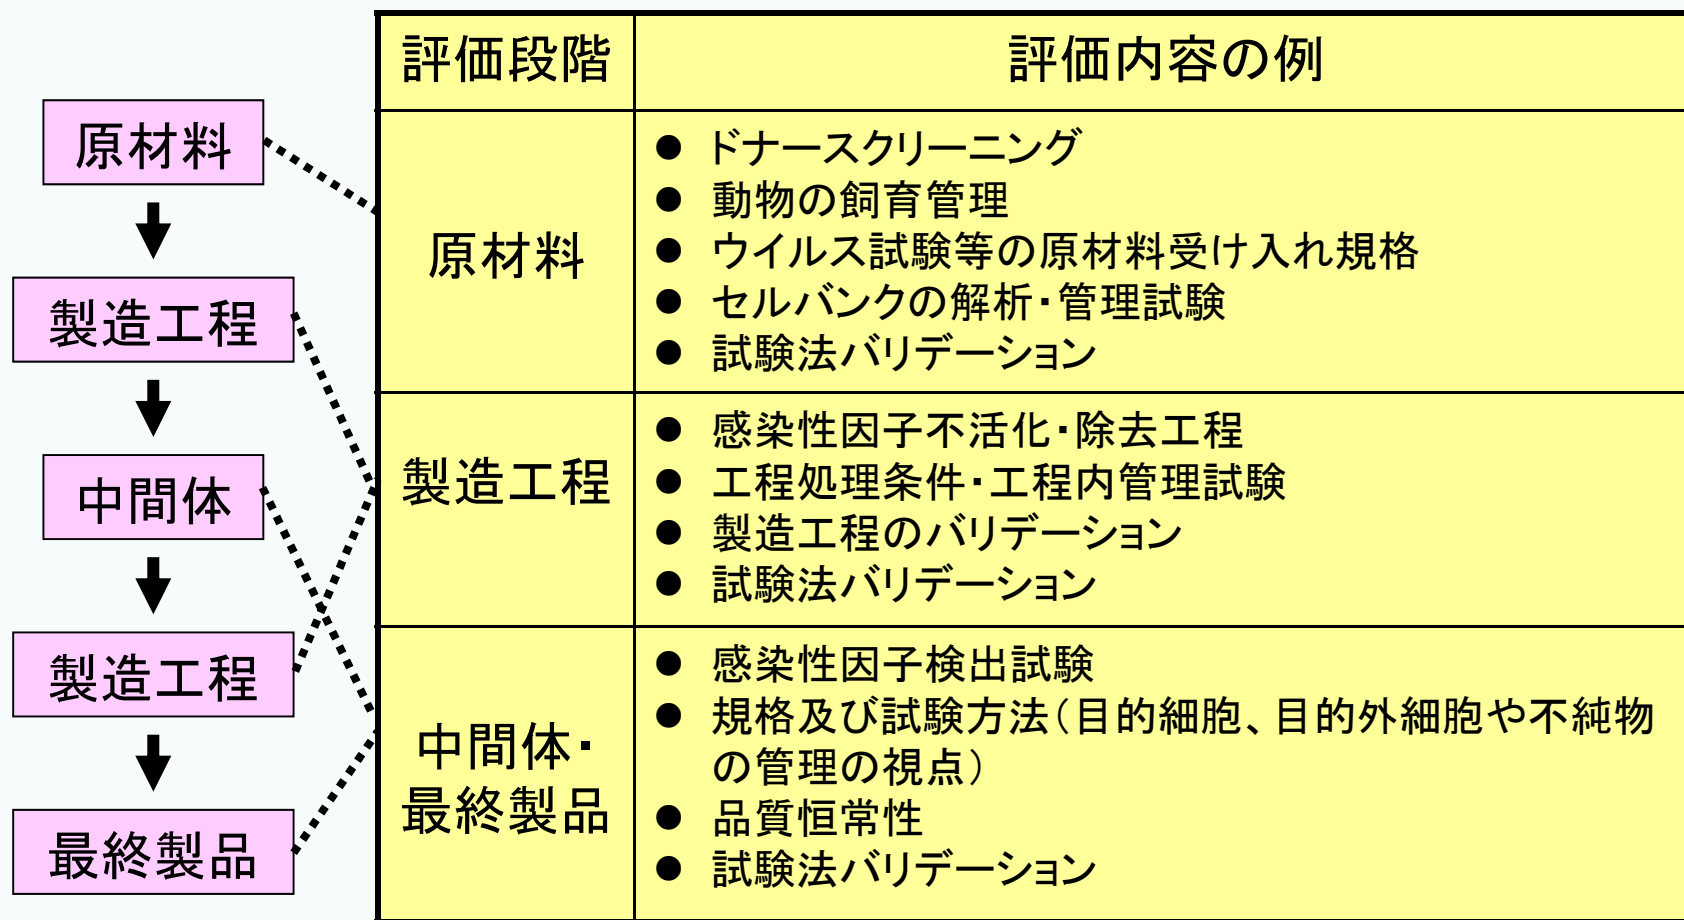 原材料
製造工程
中間体
製造工程
最終製品
評価段階
評価内容の例
原材料
● ドナースクリーニング
● 動物の飼育管理
● ウイルス試験等の原材料受け入れ規格
● セルバンクの解析・管理試験
● 試験法バリデーション
製造工程
● 感染性因子不活化・除去工程
● 工程処理条件・工程内管理試験
● 製造工程のバリデーション
● 試験法バリデーション
中間体・
最終製品
● 感染性因子検出試験
● 規格及び試験方法（目的細胞、目的外細胞や不純物
の管理の視点）
● 品質恒常性
● 試験法バリデーション